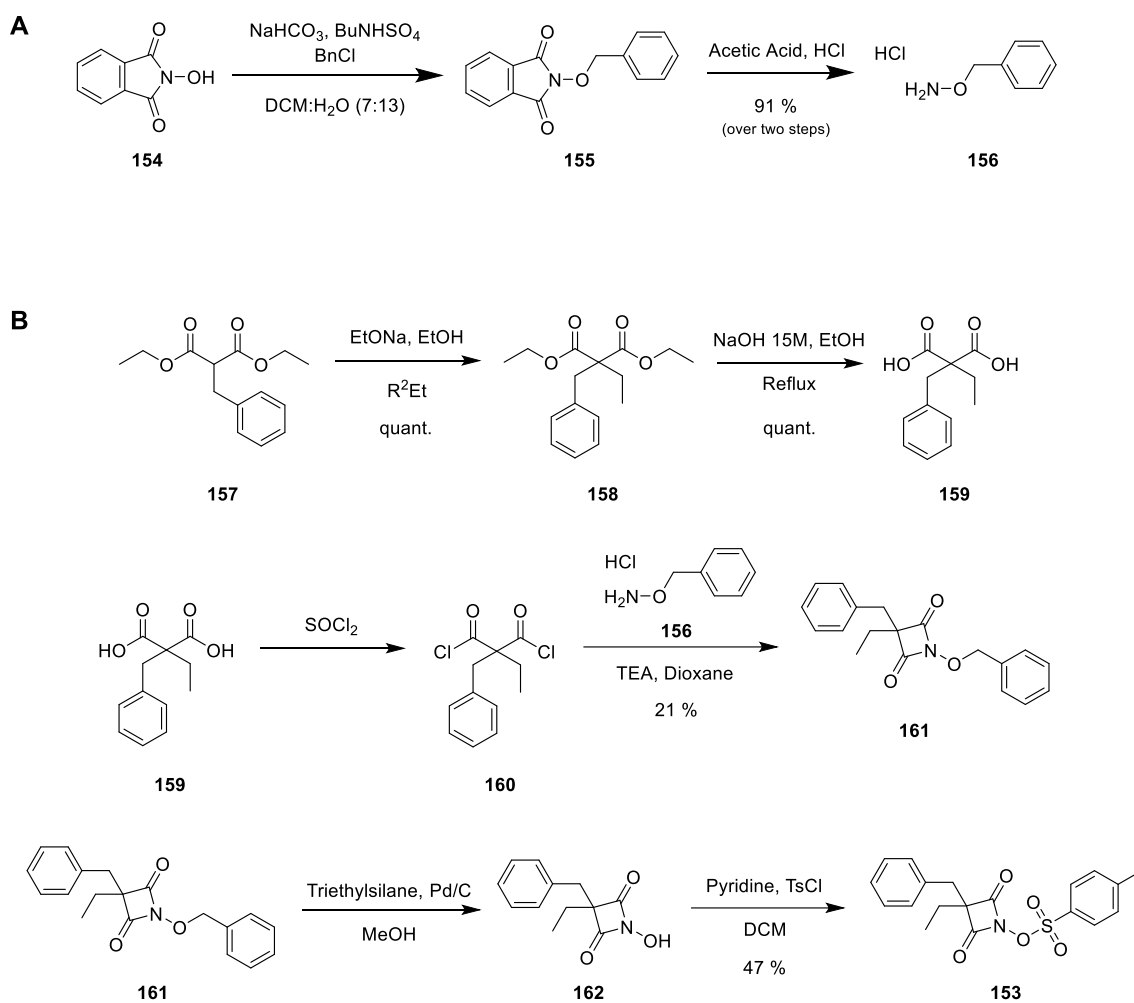 A
NaHCO3, BuNHSO4
BnCl
DCM:H2O (7:13)
Acetic Acid, HCl
91 %
(over two steps)
O
N
OH
O
O
N
O
O
HCl
H2N
O
154
155
156
B
O
O
O
O
EtONa, EtOH
R2Et
quant.
O
O
O
O
NaOH 15M, EtOH
Reflux
quant.
O
O
HO
OH
157
158
159
O
O
HO
OH
SOCl2
O
O
Cl
Cl
HCl
H2N
O
156
TEA, Dioxane
21 %
O
O
N
O
159
160
161
O
O
N
O
Triethylsilane, Pd/C
MeOH
O
O
N
OH
Pyridine, TsCl
DCM
47 %
O
O
N
O
S
O
O
161
162
153